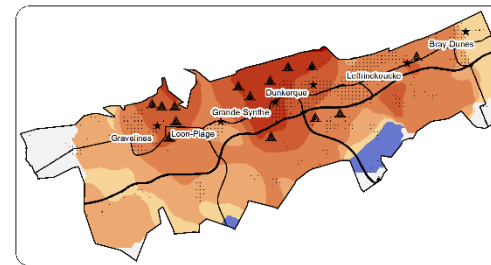 Bray-Dunes
Leffrinckoucke
Dunkerque
Grande Synthe
Loon-Plage
Gravelines